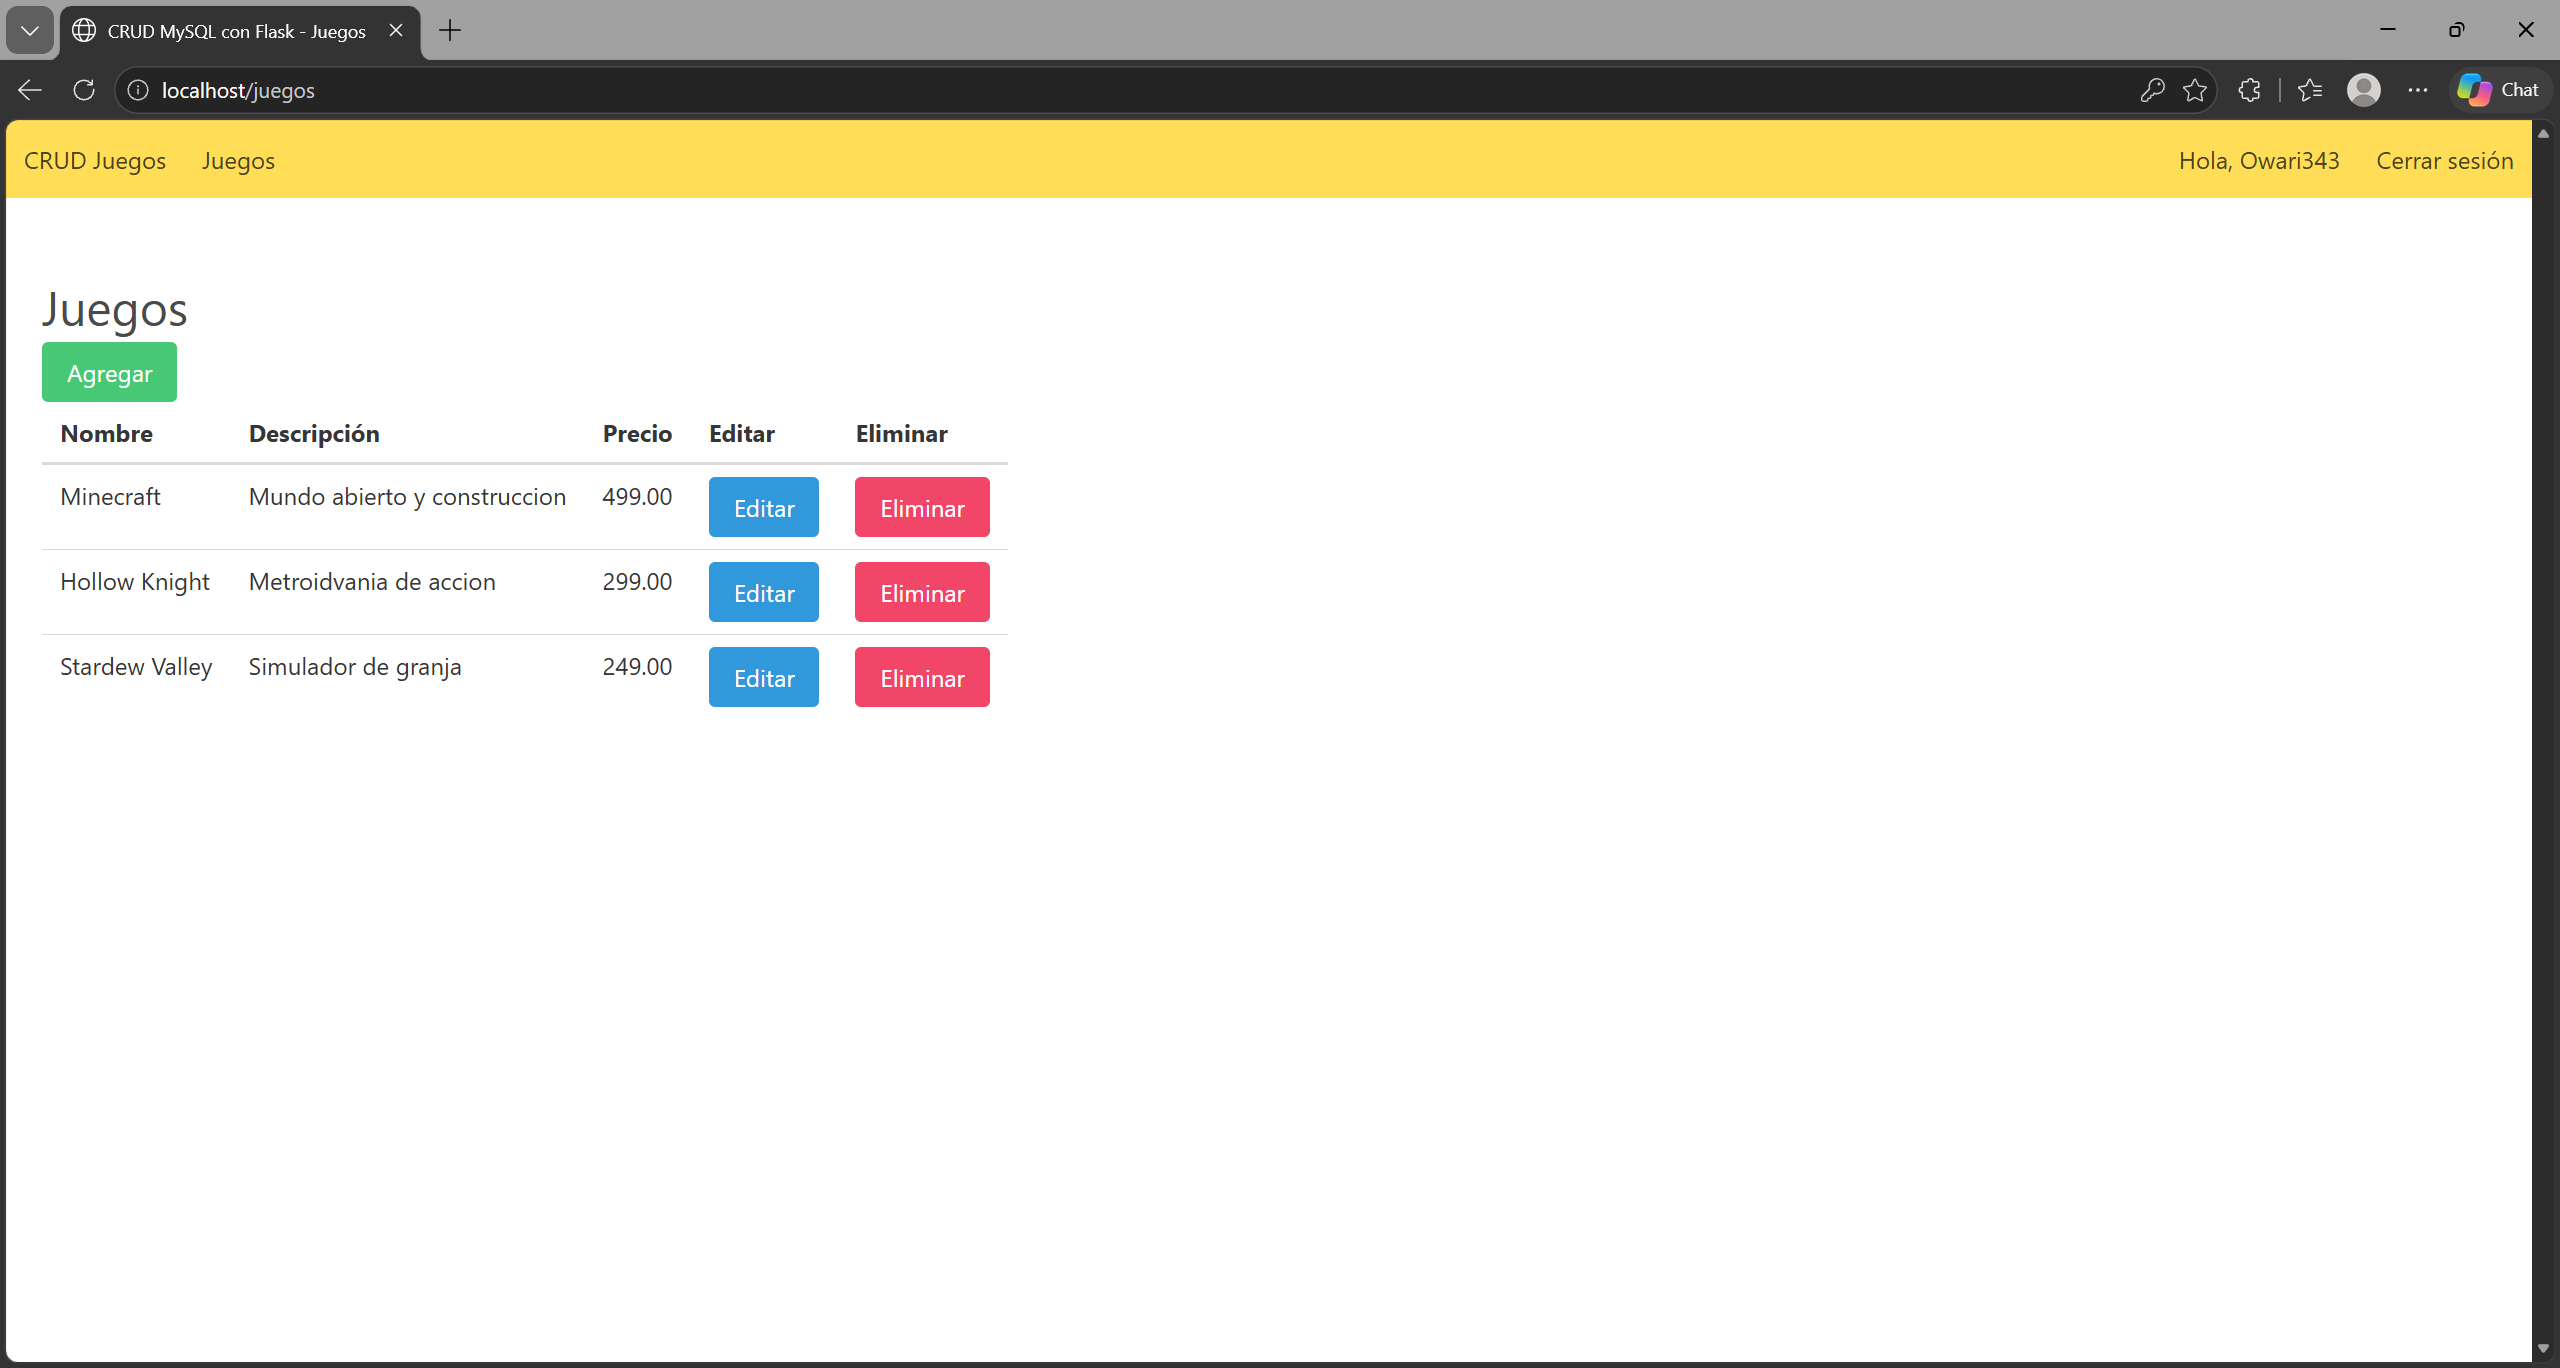 CRUD MySQL con Flask - Juegos
localhost/juegos
Chat
CRUD Juegos Juegos Hola, Owari343 Cerrar sesión
Juegos
Agregar
Nombre Descripción Precio Editar Eliminar
Minecraft Mundo abierto y construccion 499.00 Editar Eliminar
Hollow Knight Metroidvania de accion 299.00 Editar Eliminar
Stardew Valley Simulador de granja 249.00 Editar Eliminar